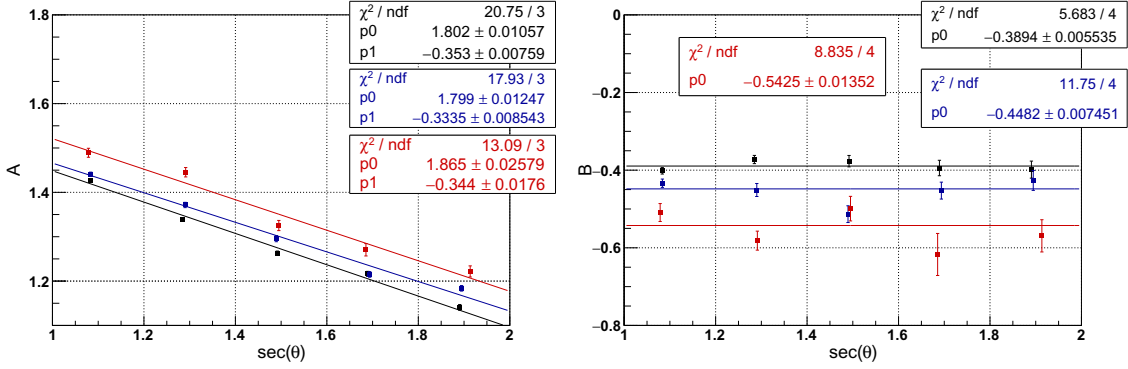 χ² / ndf 20.75 / 3
p0 1.802 ± 0.01057
p1 −0.353 ± 0.00759
χ² / ndf 17.93 / 3
p0 1.799 ± 0.01247
p1 −0.3335 ± 0.008543
χ² / ndf 13.09 / 3
p0 1.865 ± 0.02579
p1 −0.344 ± 0.0176
1.8
1.6
1.4
1.2
A
1 1.2 1.4 1.6 1.8 2
sec(θ)
χ² / ndf 5.683 / 4
p0 −0.3894 ± 0.005535
χ² / ndf 8.835 / 4
p0 −0.5425 ± 0.01352
χ² / ndf 11.75 / 4
p0 −0.4482 ± 0.007451
0
−0.2
−0.4
−0.6
−0.8
B
1 1.2 1.4 1.6 1.8 2
sec(θ)